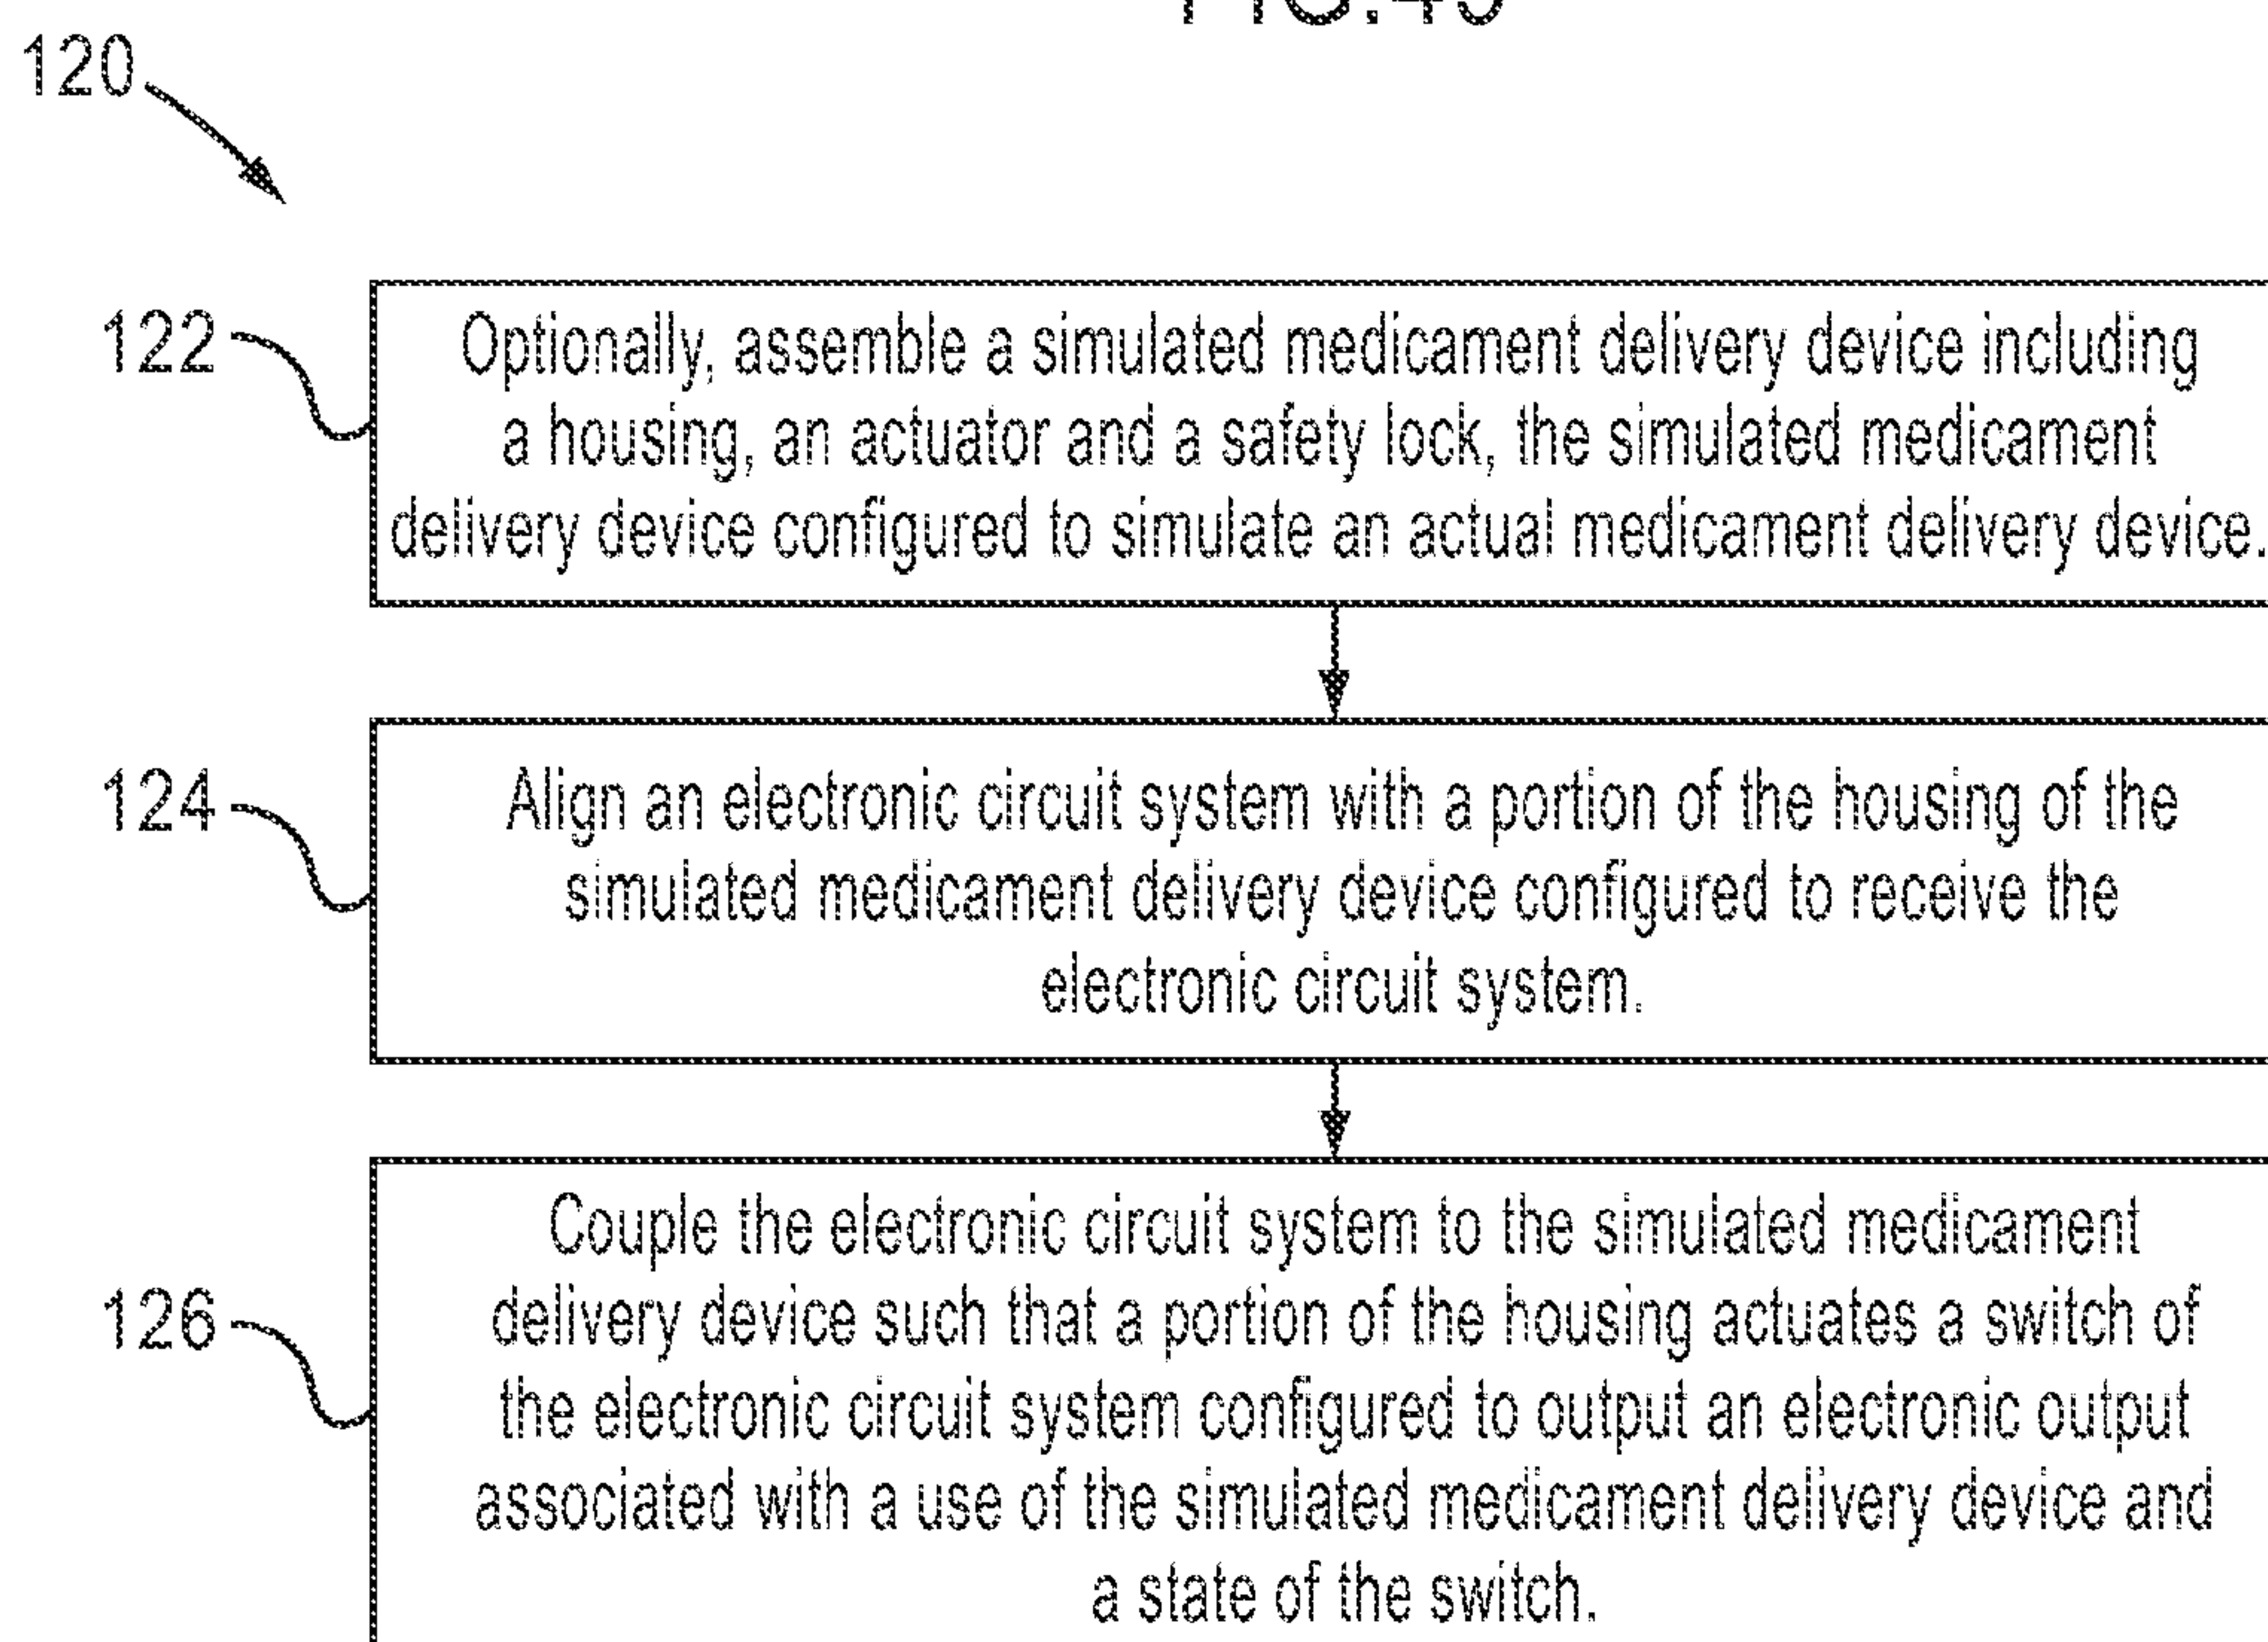 120
122
Optionally, assemble a simulated medicament delivery device including
a housing, an actuator and a safety lock, the simulated medicament
delivery device configured to simulate an actual medicament delivery device.
124
Align an electronic circuit system with a portion of the housing of the
simulated medicament delivery device configured to receive the
electronic circuit system.
126
Couple the electronic circuit system to the simulated medicament
delivery device such that a portion of the housing actuates a switch of
the electronic circuit system configured to output an electronic output
associated with a use of the simulated medicament delivery device and
a state of the switch.